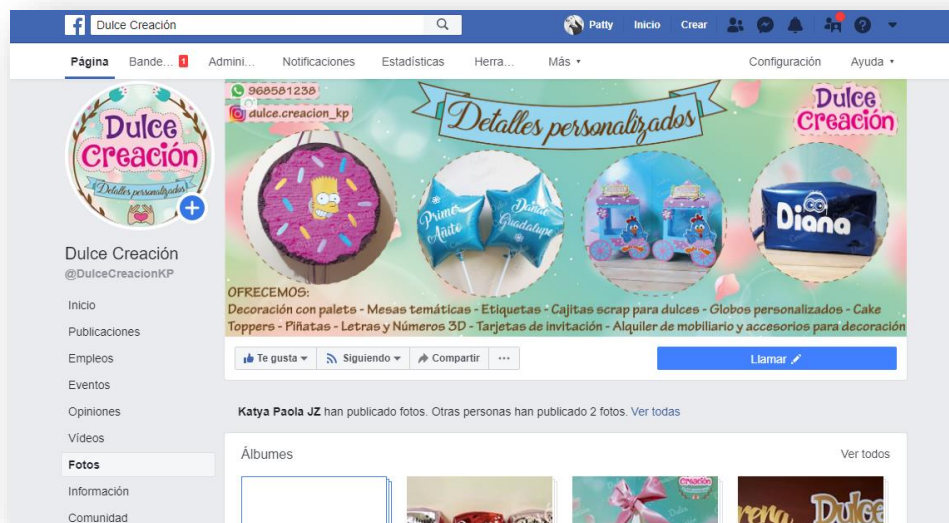 Dulce Creación
Patty Inicio Crear
Página Bande... 1 Admini... Notificaciones Estadísticas Herra... Más Configuración Ayuda
968581238
dulce.creacion_kp
Detalles personalizados
Dulce
Creación
Dulce
Creación
Detalles personalizados
Primer
Añito
Danae
Guadalupe
Diana
Dulce Creación
@DulceCreacionKP
OFRECEMOS:
Decoración con palets - Mesas temáticas - Etiquetas - Cajitas scrap para dulces - Globos personalizados - Cake
Toppers - Piñatas - Letras y Números 3D - Tarjetas de invitación - Alquiler de mobiliario y accesorios para decoración
Te gusta Siguiendo Compartir ... Llamar
Inicio
Publicaciones
Empleos
Eventos
Opiniones
Vídeos
Fotos
Información
Comunidad
Katya Paola JZ han publicado fotos. Otras personas han publicado 2 fotos. Ver todas
Álbumes Ver todos
Creación
Dulce